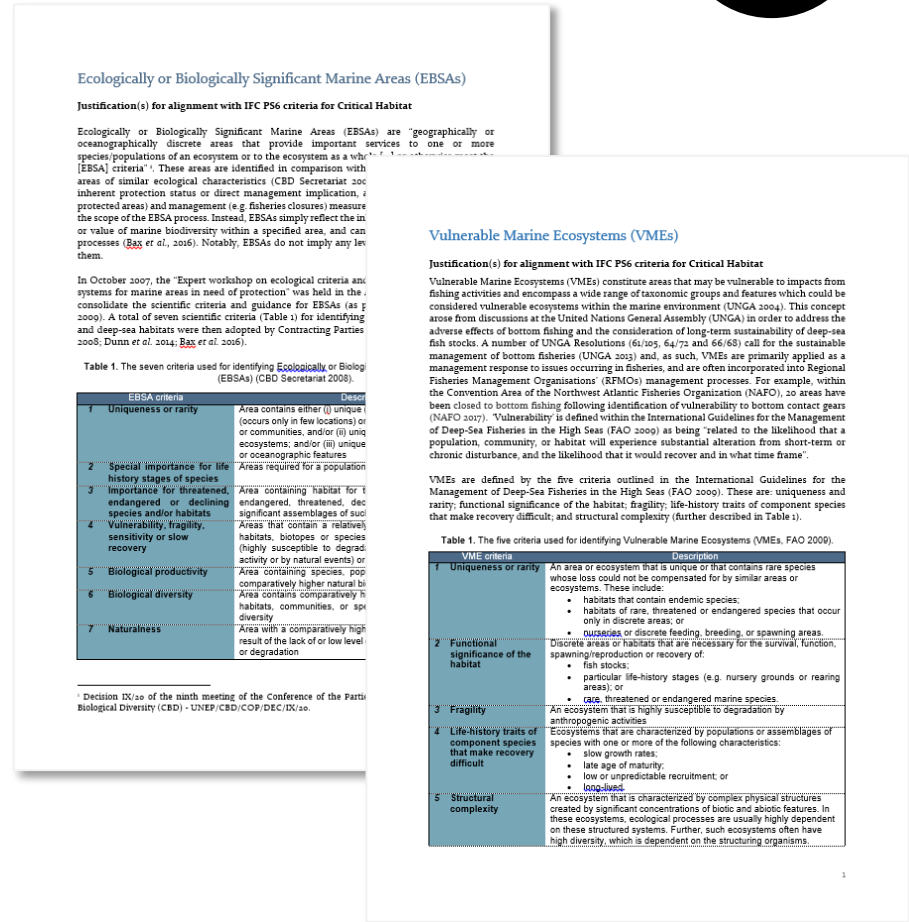 Ecologically or Biologically Significant Marine Areas (EBSAs)
Justification(s) for alignment with IFC PS6 criteria for Critical Habitat
Ecologically or Biologically Significant Marine Areas (EBSAs) are "geographically or
oceanographically discrete areas that provide important services to one or more
species/populations of an ecosystem or to the ecosystem as a whole
[EBSA] criteria" ¹. These areas are identified in comparison with
areas of similar ecological characteristics (CBD Secretariat
inherent protection status or direct management implication,
protected areas) and management (e.g. fisheries closures)
the scope of the EBSA process. Instead, EBSAs simply reflect the
or value of marine biodiversity within a specified area, and can
processes (Bax et al., 2016). Notably, EBSAs do not imply any
them.
In October 2007, the "Expert workshop on ecological criteria
systems for marine areas in need of protection" was held in the
consolidate the scientific criteria and guidance for EBSAs (as
2009). A total of seven scientific criteria (Table 1) for identifying
and deep-sea habitats were then adopted by Contracting Parties
2008; Dunn et al. 2014; Bax et al. 2016).
Table 1. The seven criteria used for identifying Ecologically or
(EBSAs) (CBD Secretariat 2008).
EBSA criteria
1 Uniqueness or rarity Area contains either (i) unique
(occurs only in few locations)
or communities, and/or (ii)
ecosystems; and/or (iii) unique
or oceanographic features
2 Special importance for life Areas required for a population
history stages of species
3 Importance for threatened, Area containing habitat for
endangered or declining endangered, threatened,
species and/or habitats significant assemblages of
4 Vulnerability, fragility, Areas that contain a
sensitivity or slow habitats, biotopes or
recovery (highly susceptible to
activity or by natural events)
5 Biological productivity Area containing species,
comparatively higher natural
6 Biological diversity Area contains comparatively
habitats, communities, or
diversity
7 Naturalness Area with a comparatively
result of the lack of or low level
or degradation
¹ Decision IX/20 of the ninth meeting of the Conference of the
Biological Diversity (CBD) - UNEP/CBD/COP/DEC/IX/20.
Vulnerable Marine Ecosystems (VMEs)
Justification(s) for alignment with IFC PS6 criteria for Critical Habitat
Vulnerable Marine Ecosystems (VMEs) constitute areas that may be vulnerable to impacts from
fishing activities and encompass a wide range of taxonomic groups and features which could be
considered vulnerable ecosystems within the marine environment (UNGA 2004). This concept
arose from discussions at the United Nations General Assembly (UNGA) in order to address the
adverse effects of bottom fishing and the consideration of long-term sustainability of deep-sea
fish stocks. A number of UNGA Resolutions (61/105, 64/72 and 66/68) call for the sustainable
management of bottom fisheries (UNGA 2013) and, as such, VMEs are primarily applied as a
management response to issues occurring in fisheries, and are often incorporated into Regional
Fisheries Management Organisations' (RFMOs) management processes. For example, within
the Convention Area of the Northwest Atlantic Fisheries Organization (NAFO), 20 areas have
been closed to bottom fishing following identification of vulnerability to bottom contact gears
(NAFO 2017). 'Vulnerability' is defined within the International Guidelines for the Management
of Deep-Sea Fisheries in the High Seas (FAO 2009) as being "related to the likelihood that a
population, community, or habitat will experience substantial alteration from short-term or
chronic disturbance, and the likelihood that it would recover and in what time frame".
VMEs are defined by the five criteria outlined in the International Guidelines for the
Management of Deep-Sea Fisheries in the High Seas (FAO 2009). These are: uniqueness and
rarity; functional significance of the habitat; fragility; life-history traits of component species
that make recovery difficult; and structural complexity (further described in Table 1).
Table 1. The five criteria used for identifying Vulnerable Marine Ecosystems (VMEs, FAO 2009).
VME criteria Description
1 Uniqueness or rarity An area or ecosystem that is unique or that contains rare species
whose loss could not be compensated for by similar areas or
ecosystems. These include:
• habitats that contain endemic species;
• habitats of rare, threatened or endangered species that occur
only in discrete areas; or
• nurseries or discrete feeding, breeding, or spawning areas.
2 Functional Discrete areas or habitats that are necessary for the survival, function,
significance of the spawning/reproduction or recovery of:
habitat • fish stocks;
• particular life-history stages (e.g. nursery grounds or rearing
areas); or
• rare, threatened or endangered marine species.
3 Fragility An ecosystem that is highly susceptible to degradation by
anthropogenic activities
4 Life-history traits of Ecosystems that are characterized by populations or assemblages of
component species species with one or more of the following characteristics:
that make recovery • slow growth rates;
difficult • late age of maturity;
• low or unpredictable recruitment; or
• long-lived.
5 Structural An ecosystem that is characterized by complex physical structures
complexity created by significant concentrations of biotic and abiotic features. In
these ecosystems, ecological processes are usually highly dependent
on these structured systems. Further, such ecosystems often have
high diversity, which is dependent on the structuring organisms.
1